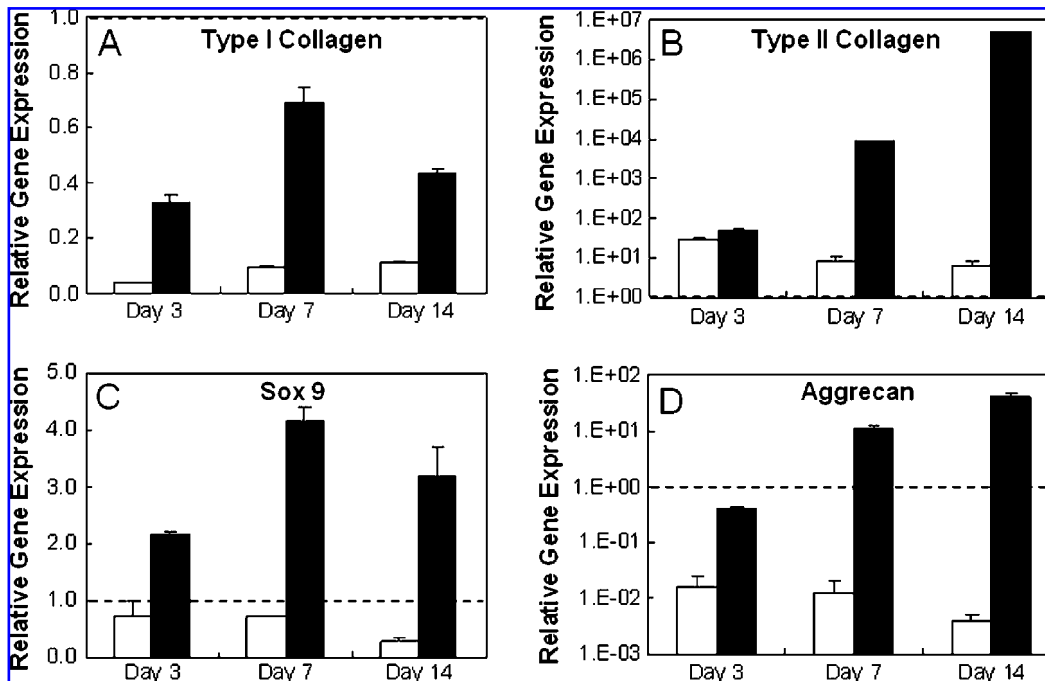 A
Type I Collagen
Relative Gene Expression
1.0
0.8
0.6
0.4
0.2
0.0
Day 3
Day 7
Day 14
B
Type II Collagen
Relative Gene Expression
1.E+07
1.E+06
1.E+05
1.E+04
1.E+03
1.E+02
1.E+01
1.E+00
Day 3
Day 7
Day 14
C
Sox 9
Relative Gene Expression
5.0
4.0
3.0
2.0
1.0
0.0
Day 3
Day 7
Day 14
D
Aggrecan
Relative Gene Expression
1.E+02
1.E+01
1.E+00
1.E-01
1.E-02
1.E-03
Day 3
Day 7
Day 14